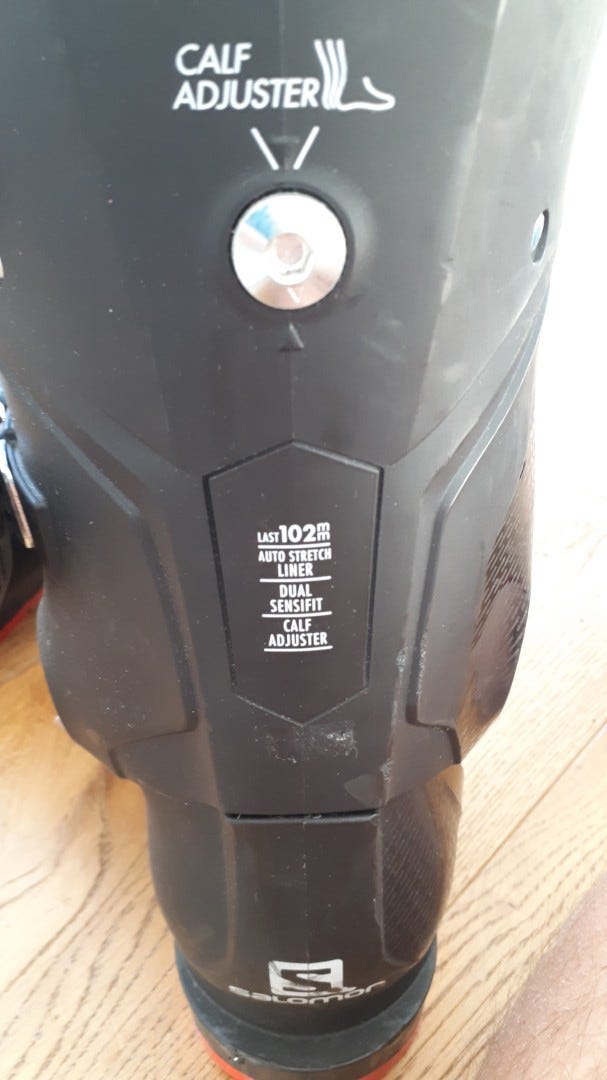 CALF
ADJUSTER
LAST 102mm
AUTO STRETCH
LINER
DUAL
SENSIFIT
CALF
ADJUSTER
S
SALOMON